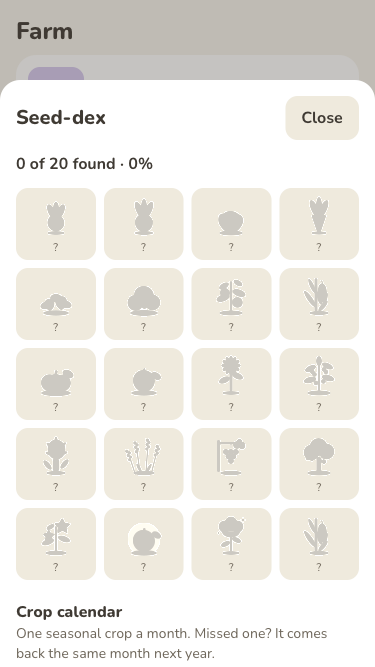 Farm
Seed-dex
Close
0 of 20 found · 0%
? ? ? ?
? ? ? ?
? ? ? ?
? ? ? ?
? ? ? ?
Crop calendar
One seasonal crop a month. Missed one? It comes
back the same month next year.